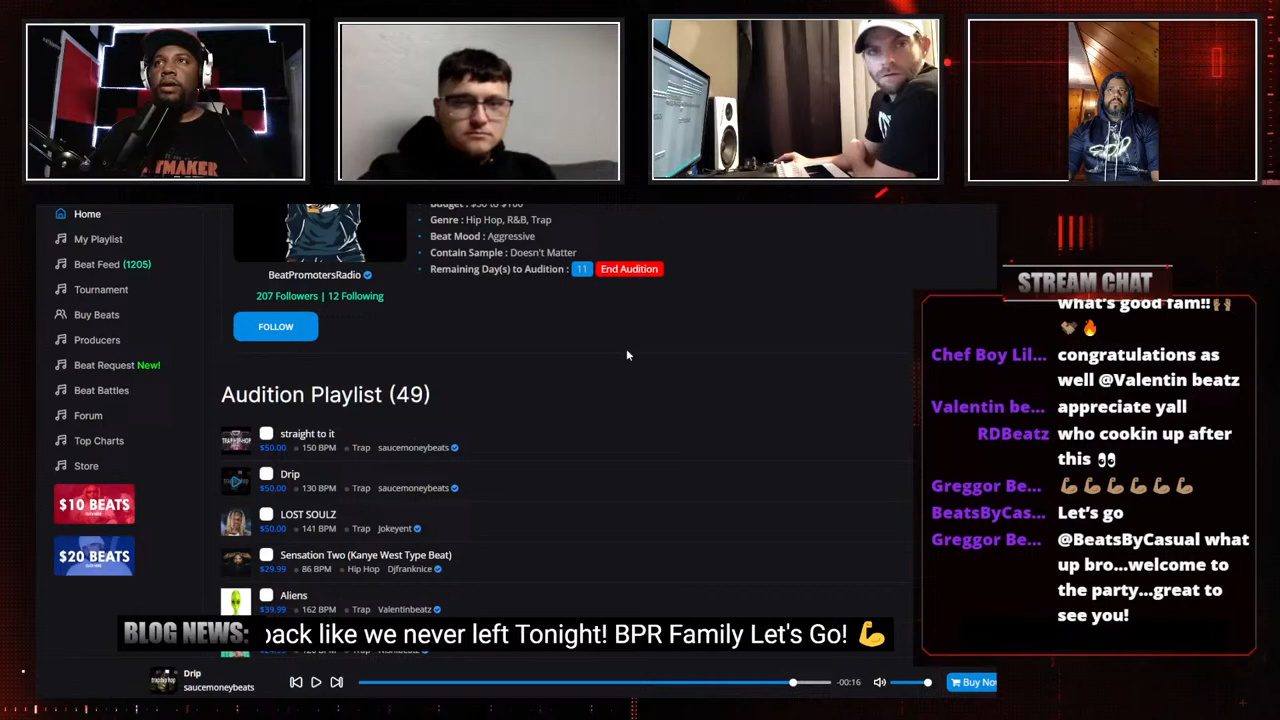 TMAKER
Home
My Playlist
Beat Feed (1205)
Tournament
Buy Beats
Producers
Beat Request New!
Beat Battles
Forum
Top Charts
Store
$10 BEATS
$20 BEATS
BeatPromotersRadio
207 Followers | 12 Following
FOLLOW
Budget : $50 to $100
Genre : Hip Hop, R&B, Trap
Beat Mood : Aggressive
Contain Sample : Doesn't Matter
Remaining Day(s) to Audition : 11 End Audition
Audition Playlist (49)
straight to it
$50.00 150 BPM Trap saucemoneybeats
Drip
$50.00 130 BPM Trap saucemoneybeats
LOST SOULZ
$50.00 141 BPM Trap Jokeyent
Sensation Two (Kanye West Type Beat)
$29.99 86 BPM Hip Hop Djfranknice
Aliens
$39.99 162 BPM Trap Valentinbeatz
BLOG NEWS: back like we never left Tonight! BPR Family Let's Go! 💪
Drip
saucemoneybeats
-00:16
Buy Now
STREAM CHAT
what's good fam!!🙌🏽
🤝🏽 🔥
Chef Boy Lil... congratulations as
well @Valentin beatz
Valentin be... appreciate yall
RDBeatz who cookin up after
this 👀
Greggor Be... 💪🏽💪🏽💪🏽💪🏽💪🏽💪🏽
BeatsByCas... Let's go
Greggor Be... @BeatsByCasual what
up bro...welcome to
the party...great to
see you!